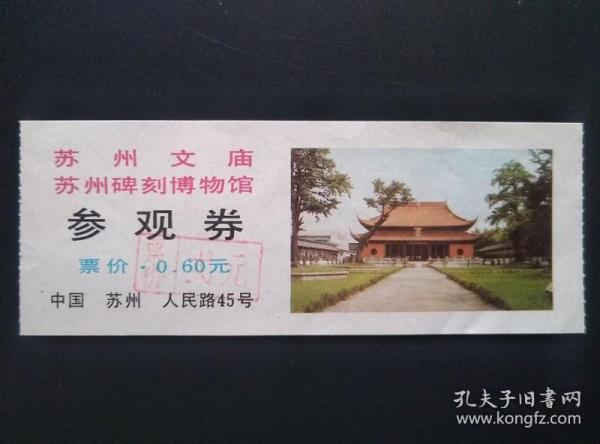 苏州文庙
苏州碑刻博物馆
参观券
票价·0.60元
中国 苏州 人民路45号
孔夫子旧书网
www.kongfz.com